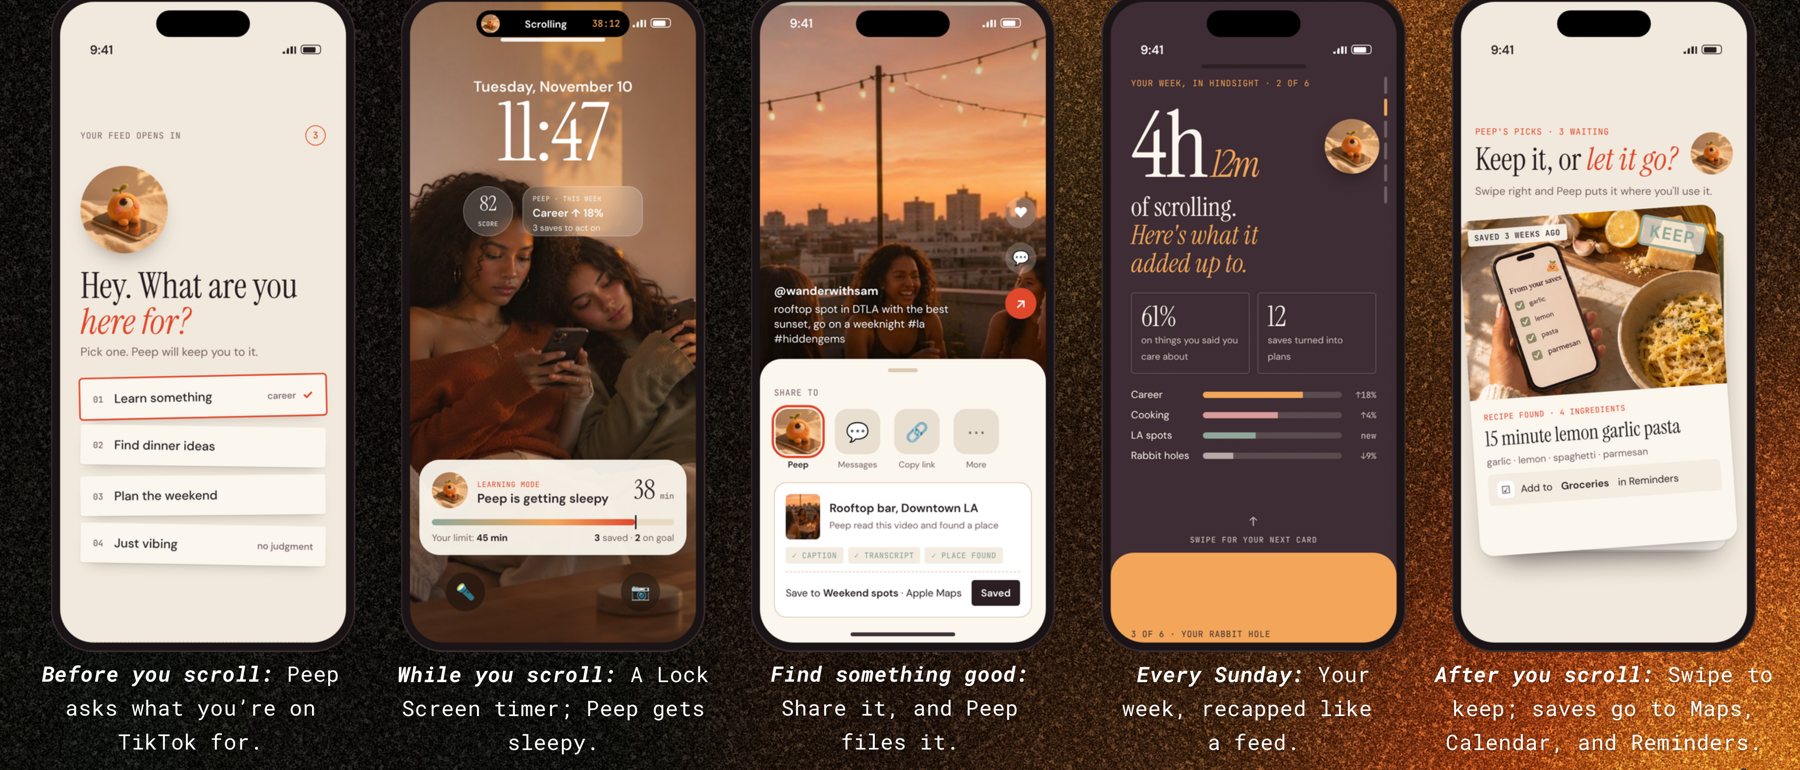 9:41
YOUR FEED OPENS IN
3
Hey. What are you
here for?
Pick one. Peep will keep you to it.
01 Learn something career ✓
02 Find dinner ideas
03 Plan the weekend
04 Just vibing no judgment
Before you scroll: Peep
asks what you’re on
TikTok for.
Scrolling 38:12
Tuesday, November 10
11:47
82
SCORE
PEEP · THIS WEEK
Career ↑ 18%
3 saves to act on
LEARNING MODE
Peep is getting sleepy
38 min
Your limit: 45 min
3 saved · 2 on goal
While you scroll: A Lock
Screen timer; Peep gets
sleepy.
9:41
@wanderwithsam
rooftop spot in DTLA with the best
sunset, go on a weeknight #la
#hiddengems
SHARE TO
Peep
Messages
Copy link
More
Rooftop bar, Downtown LA
Peep read this video and found a place
✓ CAPTION
✓ TRANSCRIPT
✓ PLACE FOUND
Save to Weekend spots · Apple Maps
Saved
Find something good:
Share it, and Peep
files it.
9:41
YOUR WEEK, IN HINDSIGHT · 2 OF 6
4h 12m
of scrolling.
Here's what it
added up to.
61%
on things you said you
care about
12
saves turned into
plans
Career ↑18%
Cooking ↑4%
LA spots new
Rabbit holes ↓9%
↑
SWIPE FOR YOUR NEXT CARD
3 OF 6 · YOUR RABBIT HOLE
Every Sunday: Your
week, recapped like
a feed.
9:41
PEEP'S PICKS · 3 WAITING
Keep it, or let it go?
Swipe right and Peep puts it where you'll use it.
SAVED 3 WEEKS AGO
KEEP
From your saves
garlic
lemon
pasta
parmesan
RECIPE FOUND · 4 INGREDIENTS
15 minute lemon garlic pasta
garlic · lemon · spaghetti · parmesan
Add to Groceries in Reminders
After you scroll: Swipe to
keep; saves go to Maps,
Calendar, and Reminders.